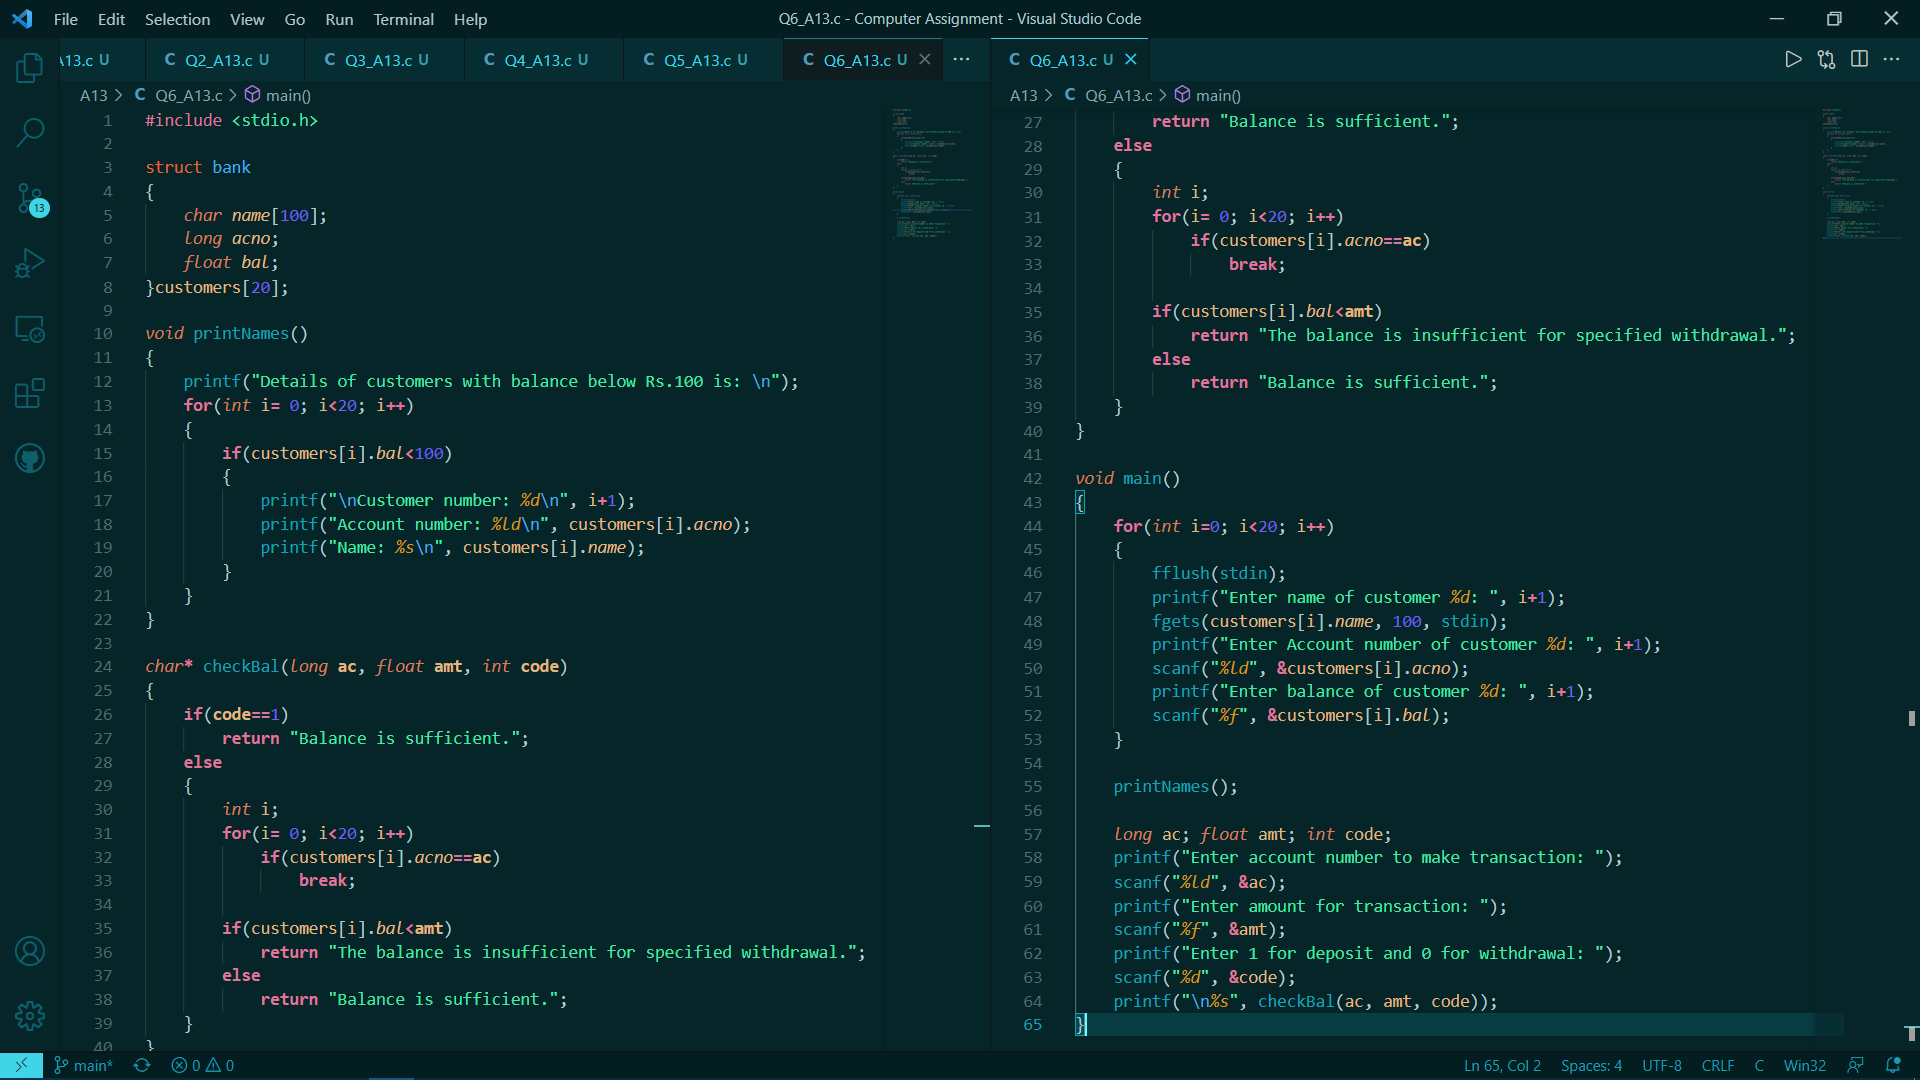 File Edit Selection View Go Run Terminal Help
Q6_A13.c - Computer Assignment - Visual Studio Code
A13.c U
C Q2_A13.c U
C Q3_A13.c U
C Q4_A13.c U
C Q5_A13.c U
C Q6_A13.c U
A13 > C Q6_A13.c > main()
1 #include <stdio.h>
2
3 struct bank
4 {
5     char name[100];
6     long acno;
7     float bal;
8 }customers[20];
9
10 void printNames()
11 {
12     printf("Details of customers with balance below Rs.100 is: \n");
13     for(int i= 0; i<20; i++)
14     {
15         if(customers[i].bal<100)
16         {
17             printf("\nCustomer number: %d\n", i+1);
18             printf("Account number: %ld\n", customers[i].acno);
19             printf("Name: %s\n", customers[i].name);
20         }
21     }
22 }
23
24 char* checkBal(long ac, float amt, int code)
25 {
26     if(code==1)
27         return "Balance is sufficient.";
28     else
29     {
30         int i;
31         for(i= 0; i<20; i++)
32             if(customers[i].acno==ac)
33                 break;
34
35         if(customers[i].bal<amt)
36             return "The balance is insufficient for specified withdrawal.";
37         else
38             return "Balance is sufficient.";
39     }
40 }
C Q6_A13.c U
A13 > C Q6_A13.c > main()
27         return "Balance is sufficient.";
28     else
29     {
30         int i;
31         for(i= 0; i<20; i++)
32             if(customers[i].acno==ac)
33                 break;
34
35         if(customers[i].bal<amt)
36             return "The balance is insufficient for specified withdrawal.";
37         else
38             return "Balance is sufficient.";
39     }
40 }
41
42 void main()
43 {
44     for(int i=0; i<20; i++)
45     {
46         fflush(stdin);
47         printf("Enter name of customer %d: ", i+1);
48         fgets(customers[i].name, 100, stdin);
49         printf("Enter Account number of customer %d: ", i+1);
50         scanf("%ld", &customers[i].acno);
51         printf("Enter balance of customer %d: ", i+1);
52         scanf("%f", &customers[i].bal);
53     }
54
55     printNames();
56
57     long ac; float amt; int code;
58     printf("Enter account number to make transaction: ");
59     scanf("%ld", &ac);
60     printf("Enter amount for transaction: ");
61     scanf("%f", &amt);
62     printf("Enter 1 for deposit and 0 for withdrawal: ");
63     scanf("%d", &code);
64     printf("\n%s", checkBal(ac, amt, code));
65 }
13
main* 0 0
Ln 65, Col 2 Spaces: 4 UTF-8 CRLF C Win32